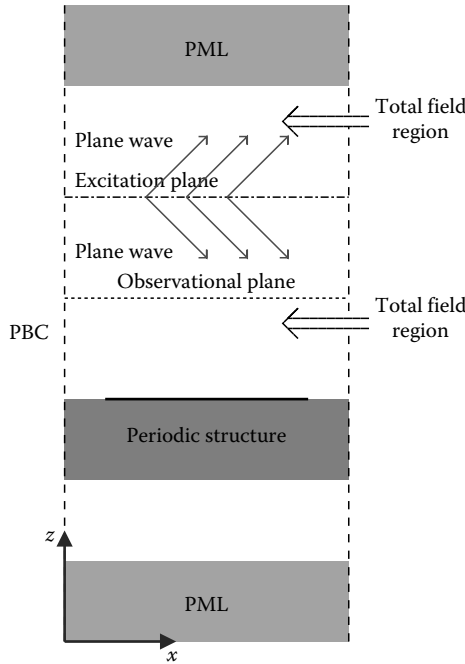 PML
Total field
region
Plane wave
Excitation plane
Plane wave
Observational plane
Total field
region
PBC
Periodic structure
z
PML
x